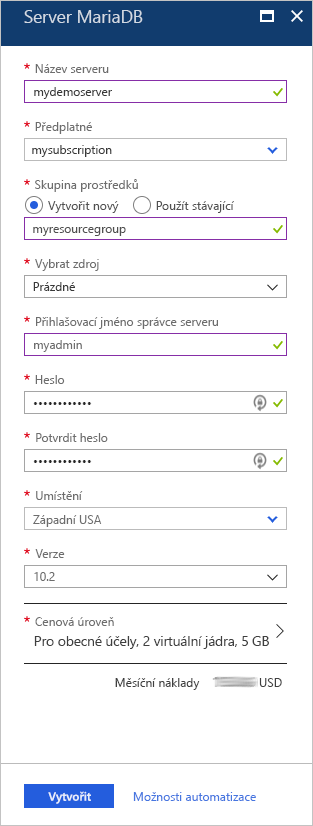 Server MariaDB
* Název serveru
mydemoserver
* Předplatné
mysubscription
* Skupina prostředků
Vytvořit nový Použít stávající
myresourcegroup
* Vybrat zdroj
Prázdné
* Přihlašovací jméno správce serveru
myadmin
* Heslo
••••••••••••
* Potvrdit heslo
••••••••••••
* Umístění
Západní USA
* Verze
10.2
* Cenová úroveň
Pro obecné účely, 2 virtuální jádra, 5 GB
Měsíční náklady USD
Vytvořit Možnosti automatizace